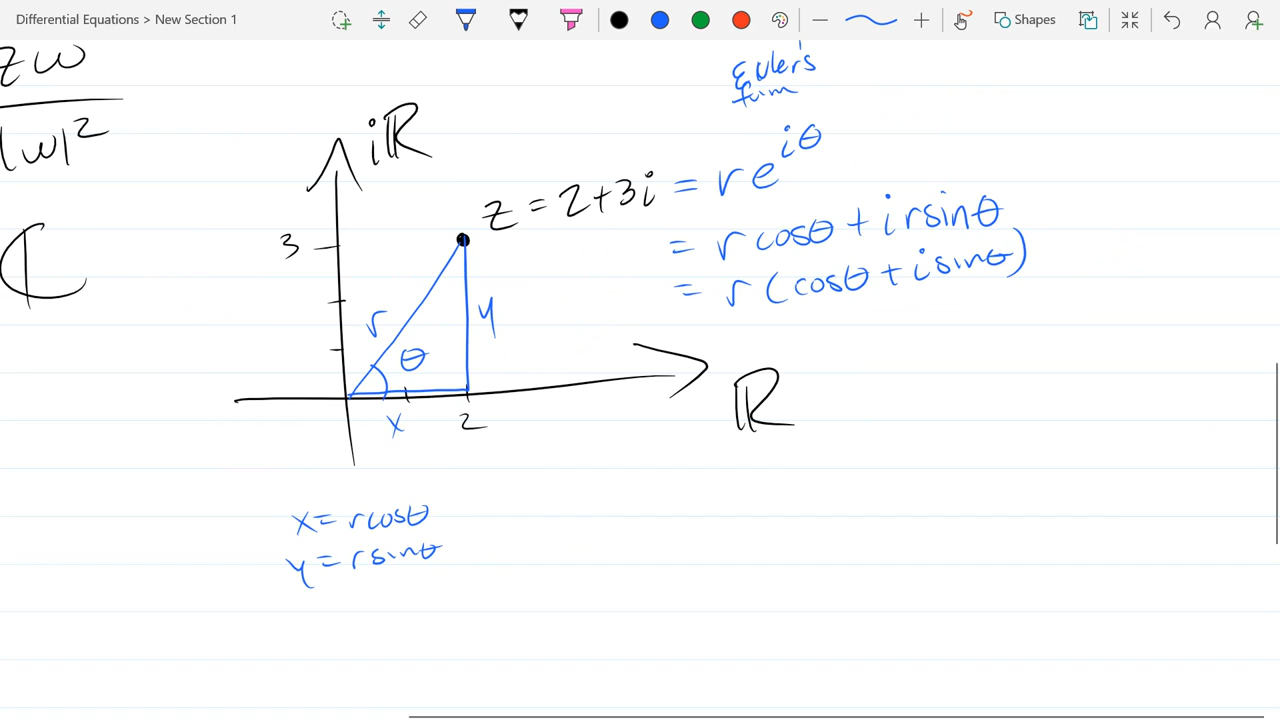 Differential Equations > New Section 1
Shapes
zw
|w|²
ℂ
Euler's
form
iℝ
z = 2+3i = re^{iθ}
= r cosθ + i r sinθ
= r (cosθ + i sinθ)
3
r
θ
y
x
2
ℝ
x = r cosθ
y = r sinθ